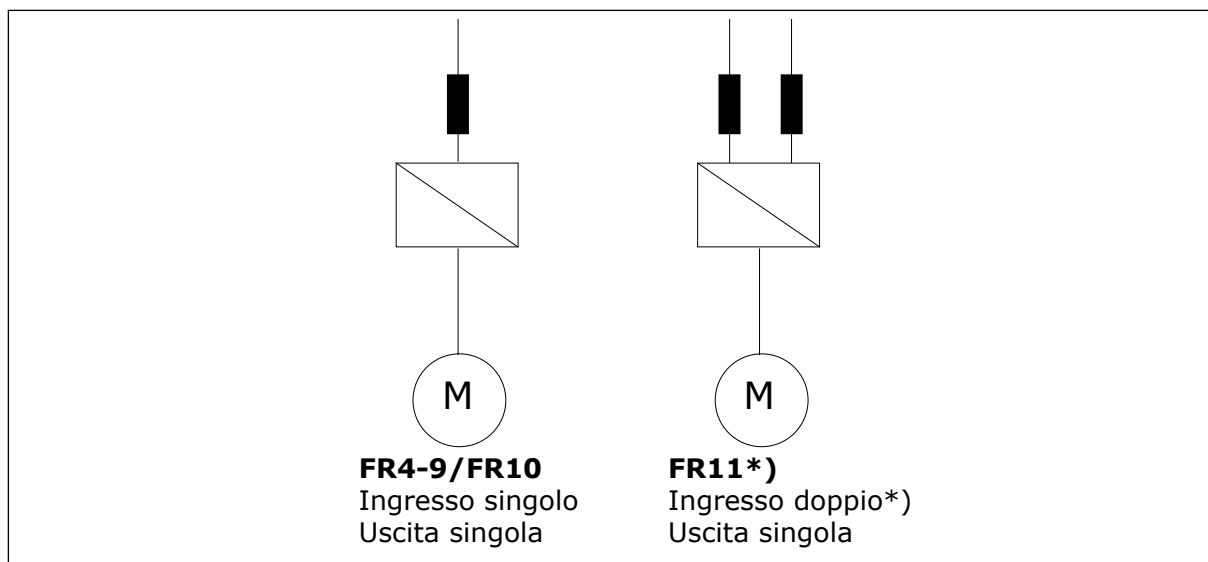 M
M
FR4-9/FR10
Ingresso singolo
Uscita singola
FR11*)
Ingresso doppio*)
Uscita singola